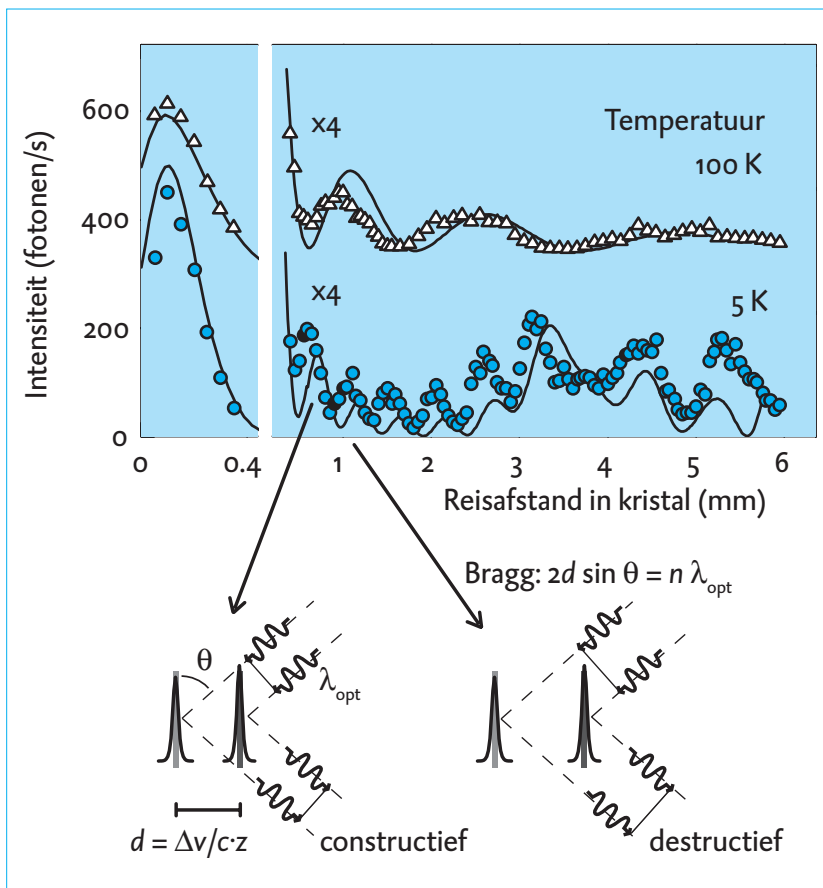 Intensiteit (fotonen/s)
600
400
200
0
x4
Temperatuur
100 K
x4
5 K
0 0.4 1 2 3 4 5 6
Reisafstand in kristal (mm)
Bragg: 2d sin θ = n λopt
θ
λopt
d = Δv/c·z
constructief
destructief